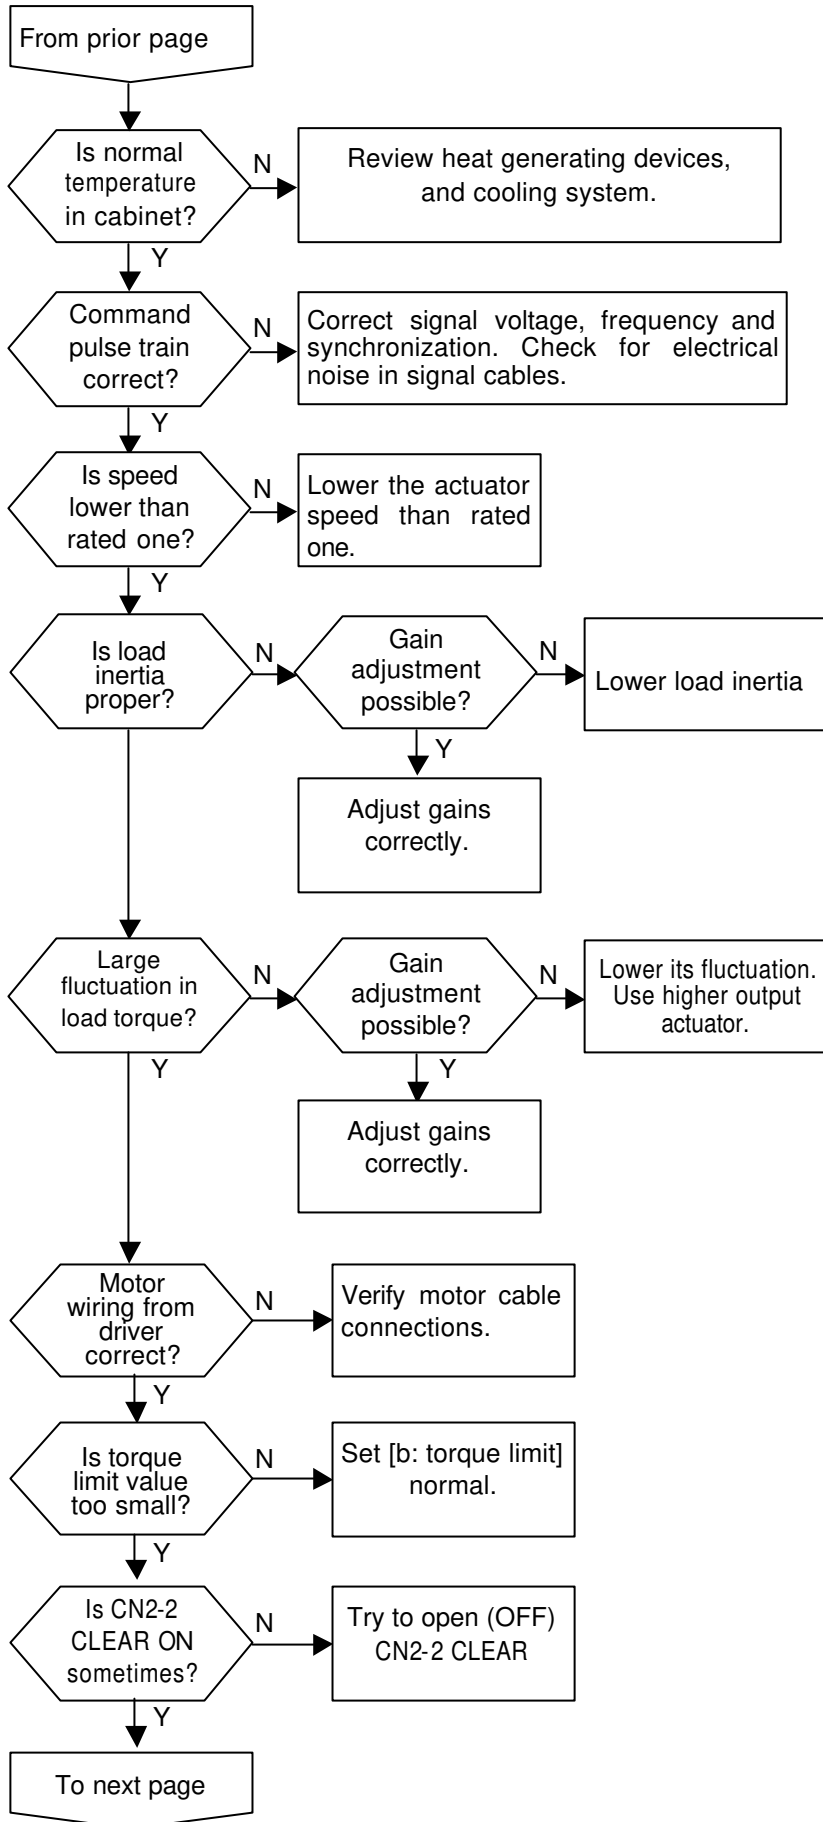 From prior page
Is normal
temperature
in cabinet?
N
Review heat generating devices,
and cooling system.
Y
Command
pulse train
correct?
N
Correct signal voltage, frequency and
synchronization. Check for electrical
noise in signal cables.
Y
Is speed
lower than
rated one?
N
Lower the actuator
speed than rated
one.
Y
Is load
inertia
proper?
N
Gain
adjustment
possible?
N
Lower load inertia
Y
Adjust gains
correctly.
Large
fluctuation in
load torque?
N
Gain
adjustment
possible?
N
Lower its fluctuation.
Use higher output
actuator.
Y
Y
Adjust gains
correctly.
Motor
wiring from
driver
correct?
N
Verify motor cable
connections.
Y
Is torque
limit value
too small?
N
Set [b: torque limit]
normal.
Y
Is CN2-2
CLEAR ON
sometimes?
N
Try to open (OFF)
CN2-2 CLEAR
Y
To next page